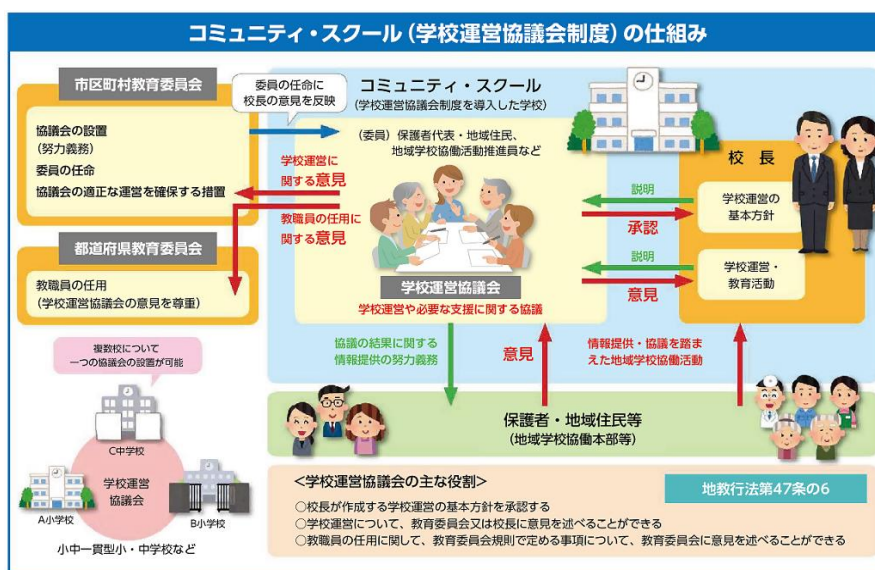 コミュニティ・スクール（学校運営協議会制度）の仕組み
市区町村教育委員会
協議会の設置
(努力義務)
委員の任命
協議会の適正な運営を確保する措置
委員の任命に
校長の意見を反映
コミュニティ・スクール
(学校運営協議会制度を導入した学校)
（委員）保護者代表・地域住民、
地域学校協働活動推進員など
学校運営に
関する意見
教職員の任用に
関する意見
学校運営協議会
学校運営や必要な支援に関する協議
校長
説明
承認
学校運営の
基本方針
説明
意見
学校運営・
教育活動
都道府県教育委員会
教職員の任用
(学校運営協議会の意見を尊重)
協議の結果に関する
情報提供の努力義務
意見
情報提供・協議を踏ま
えた地域学校協働活動
保護者・地域住民等
(地域学校協働本部等)
複数校について
一つの協議会の設置が可能
C中学校
学校運営
協議会
A小学校
B小学校
小中一貫型小・中学校など
＜学校運営協議会の主な役割＞
地教行法第47条の6
○校長が作成する学校運営の基本方針を承認する
○学校運営について、教育委員会又は校長に意見を述べることができる
○教職員の任用に関して、教育委員会規則で定める事項について、教育委員会に意見を述べることができる